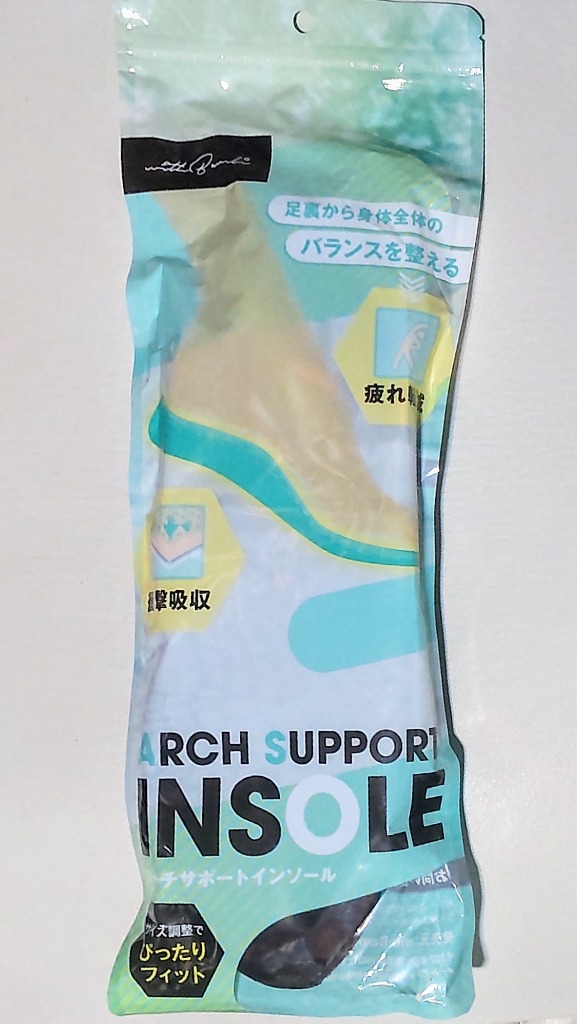 足裏から身体全体の
バランスを整える
疲れ軽減
衝撃吸収
ARCH SUPPORT
INSOLE
ーチサポートインソール
サイズ調整で
ぴったり
フィット